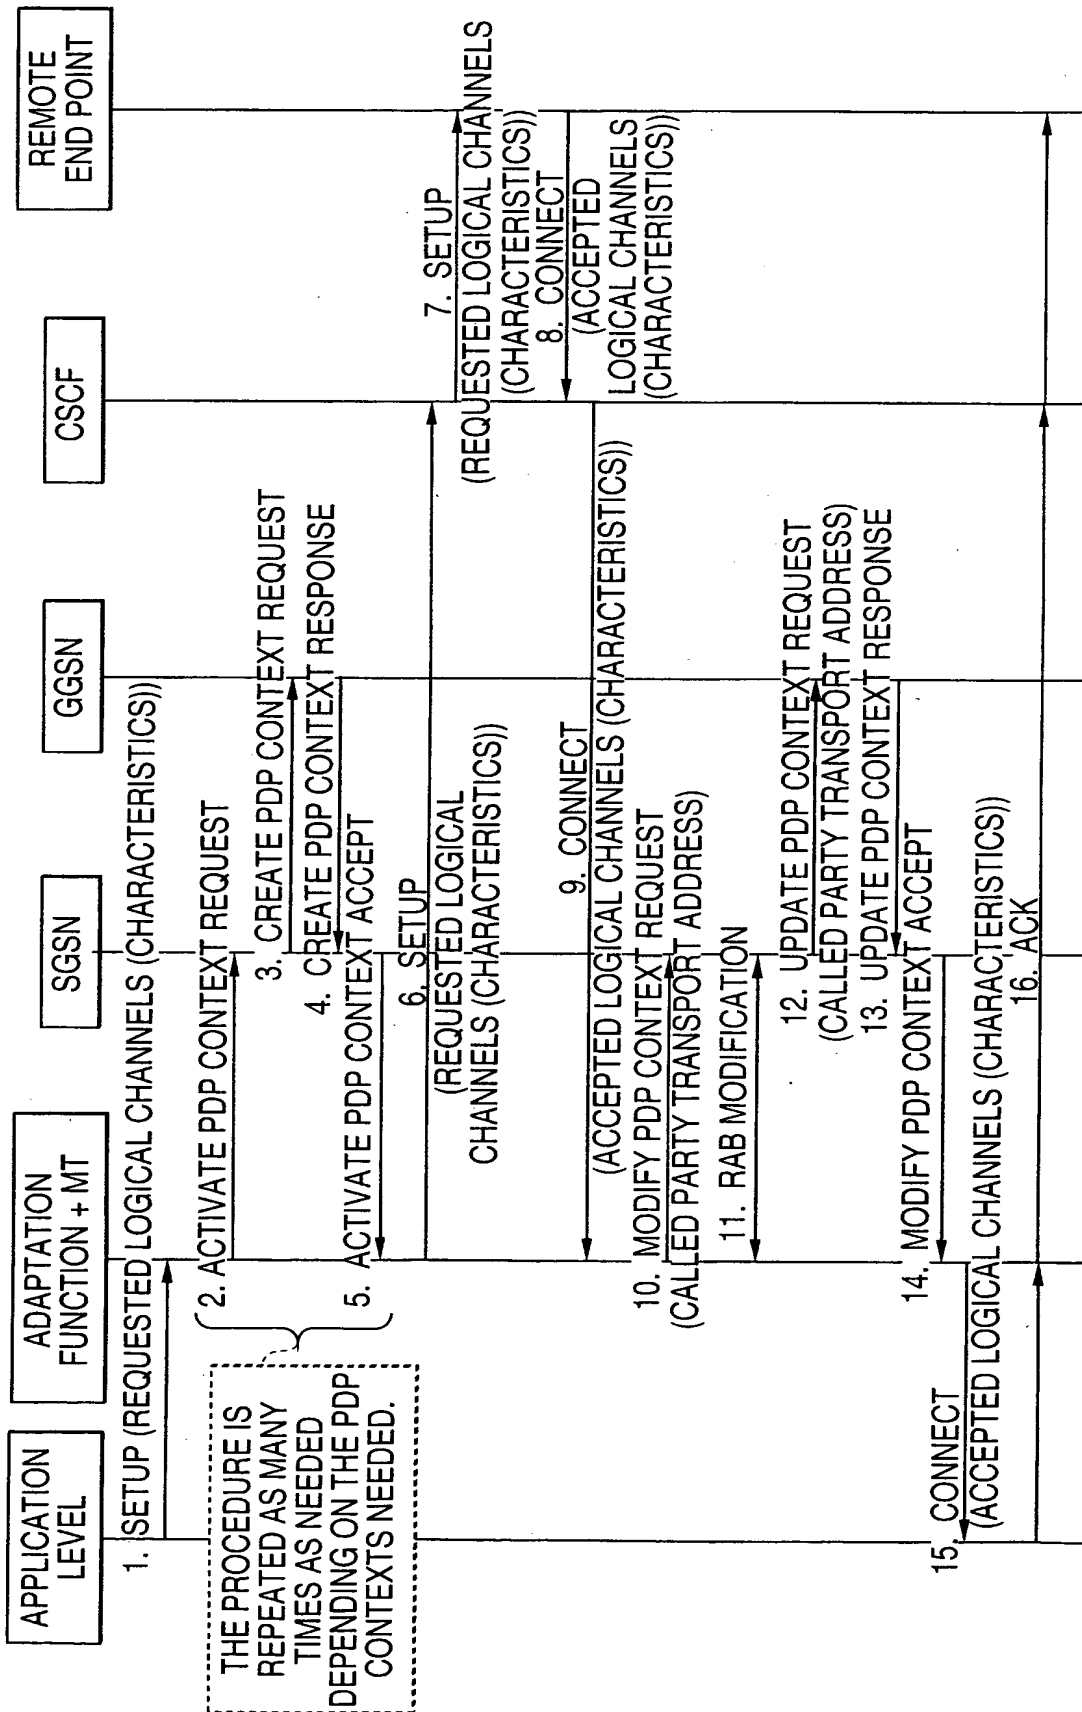 APPLICATION
LEVEL
ADAPTATION
FUNCTION + MT
SGSN
GGSN
CSCF
REMOTE
END POINT
1. SETUP (REQUESTED LOGICAL CHANNELS (CHARACTERISTICS))
2. ACTIVATE PDP CONTEXT REQUEST
THE PROCEDURE IS
REPEATED AS MANY
TIMES AS NEEDED
DEPENDING ON THE PDP
CONTEXTS NEEDED.
3. CREATE PDP CONTEXT REQUEST
4. CREATE PDP CONTEXT RESPONSE
5. ACTIVATE PDP CONTEXT ACCEPT
6. SETUP
(REQUESTED LOGICAL
CHANNELS (CHARACTERISTICS))
7. SETUP
(REQUESTED LOGICAL CHANNELS
(CHARACTERISTICS))
8. CONNECT
(ACCEPTED
LOGICAL CHANNELS
(CHARACTERISTICS))
9. CONNECT
(ACCEPTED LOGICAL CHANNELS (CHARACTERISTICS))
10. MODIFY PDP CONTEXT REQUEST
(CALLED PARTY TRANSPORT ADDRESS)
11. RAB MODIFICATION
12. UPDATE PDP CONTEXT REQUEST
(CALLED PARTY TRANSPORT ADDRESS)
13. UPDATE PDP CONTEXT RESPONSE
14. MODIFY PDP CONTEXT ACCEPT
15. CONNECT
(ACCEPTED LOGICAL CHANNELS (CHARACTERISTICS))
16. ACK